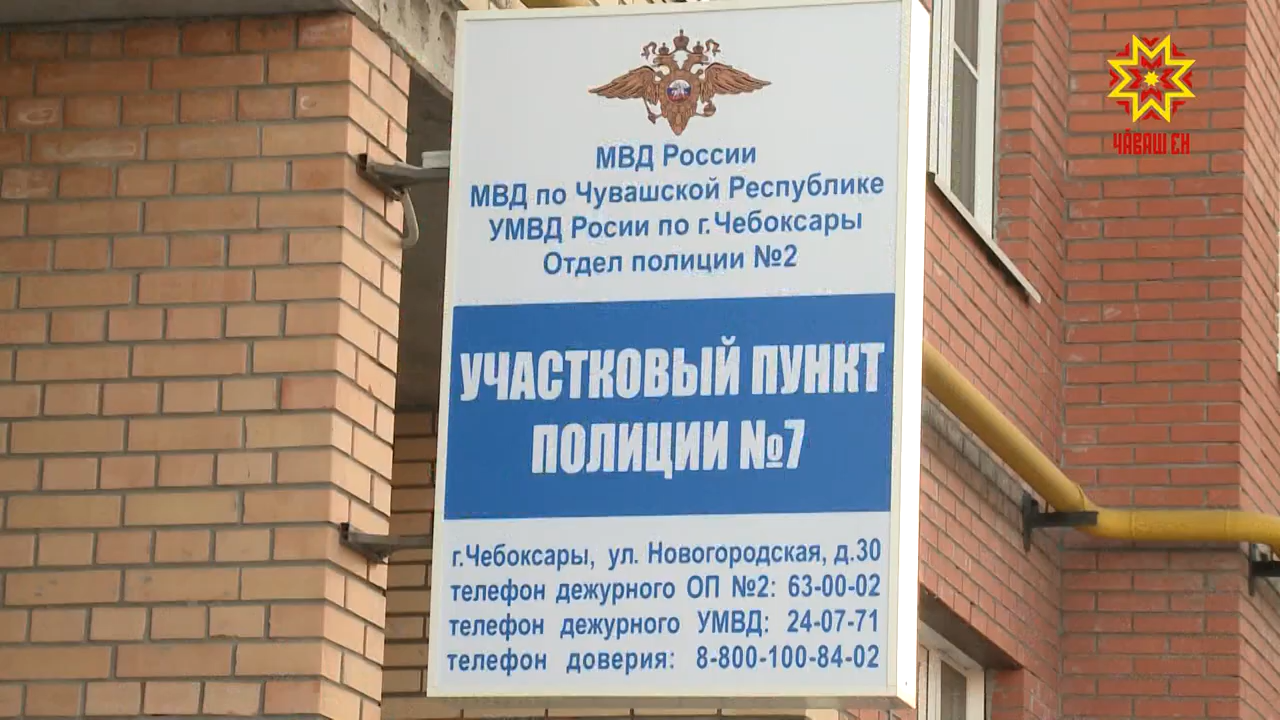 МВД России
МВД по Чувашской Республике
УМВД Росии по г.Чебоксары
Отдел полиции №2
УЧАСТКОВЫЙ ПУНКТ
ПОЛИЦИИ №7
г.Чебоксары, ул. Новогородская, д.30
телефон дежурного ОП №2: 63-00-02
телефон дежурного УМВД: 24-07-71
телефон доверия: 8-800-100-84-02
ЧĂВАШ ЕН